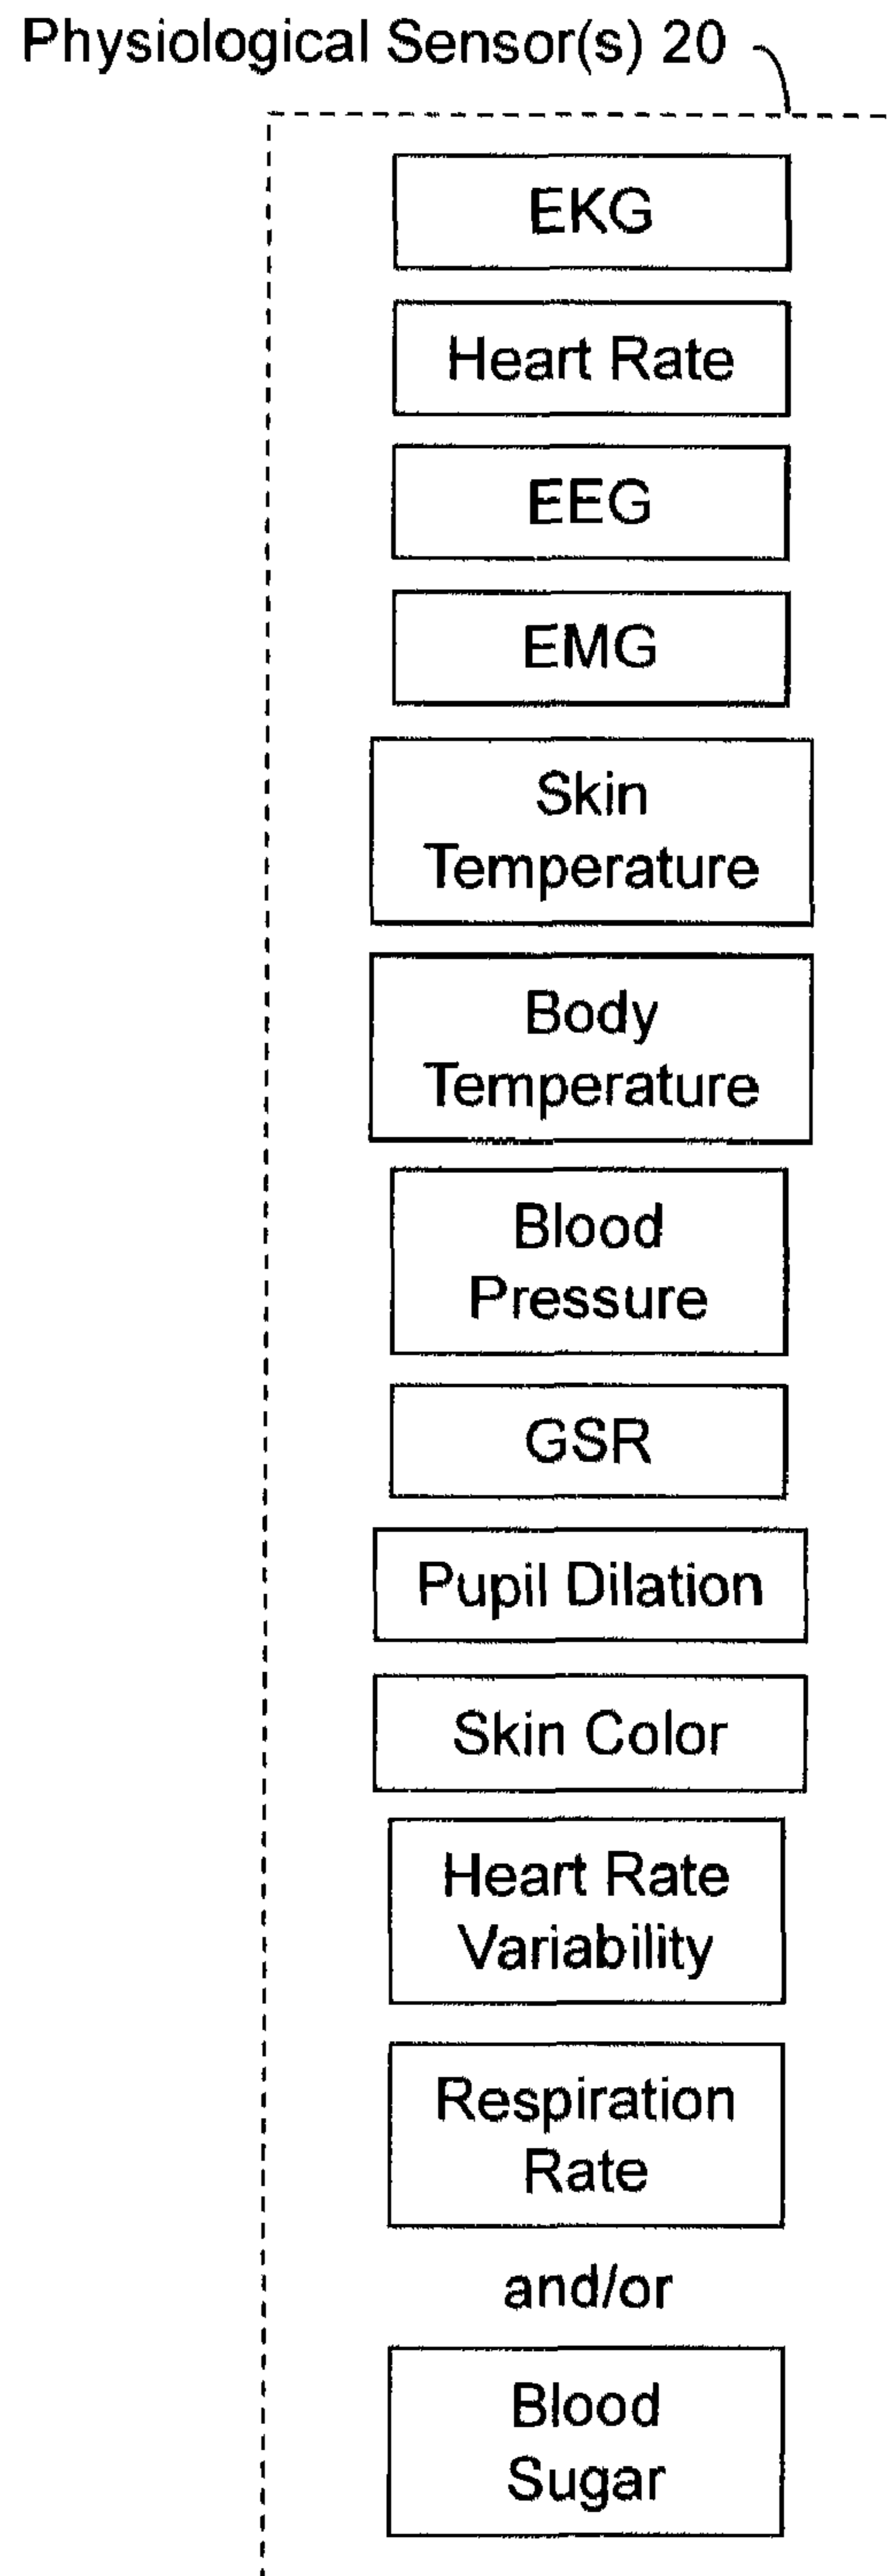 Physiological Sensor(s) 20
EKG
Heart Rate
EEG
EMG
Skin
Temperature
Body
Temperature
Blood
Pressure
GSR
Pupil Dilation
Skin Color
Heart Rate
Variability
Respiration
Rate
and/or
Blood
Sugar